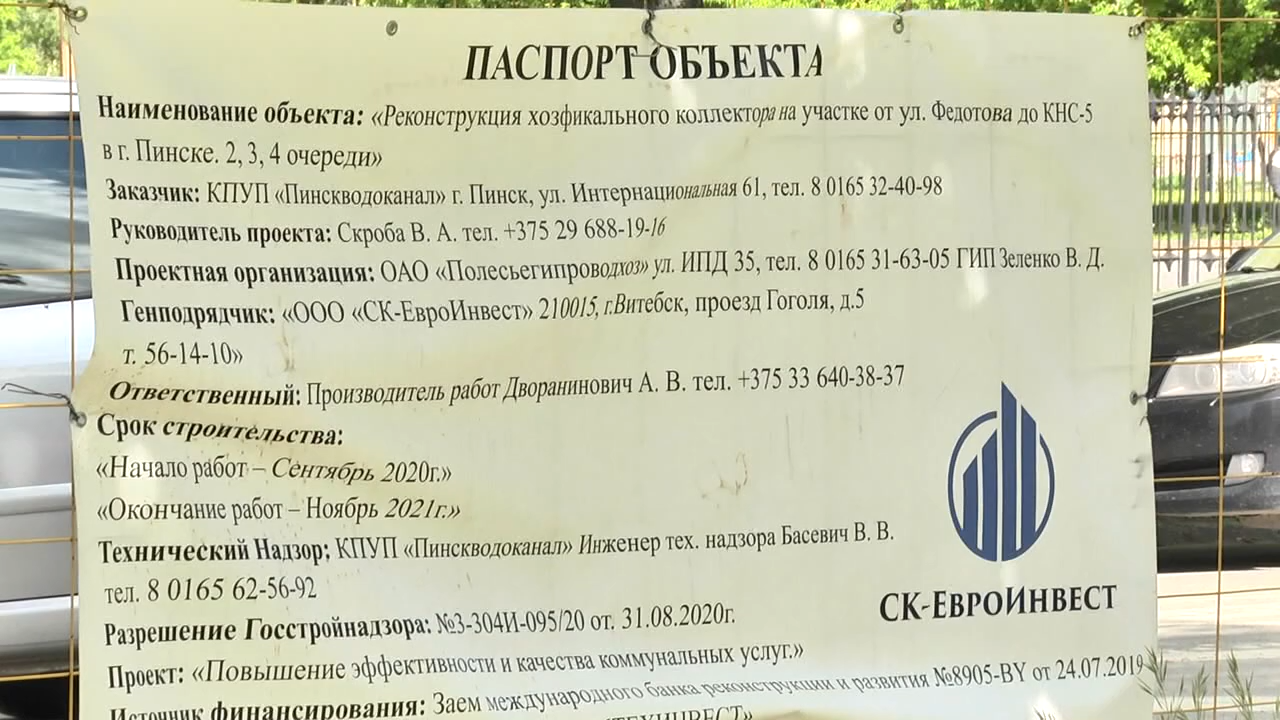 ПАСПОРТ ОБЪЕКТА
Наименование объекта: «Реконструкция хозфикального коллектора на участке от ул. Федотова до КНС-5
в г. Пинске. 2, 3, 4 очереди»
Заказчик: КПУП «Пинскводоканал» г. Пинск, ул. Интернациональная 61, тел. 8 0165 32-40-98
Руководитель проекта: Скроба В. А. тел. +375 29 688-19-16
Проектная организация: ОАО «Полесьегипроводхоз» ул. ИПД 35, тел. 8 0165 31-63-05 ГИП Зеленко В. Д.
Генподрядчик: «ООО «СК-ЕвроИнвест» 210015, г.Витебск, проезд Гоголя, д.5
т. 56-14-10»
Ответственный: Производитель работ Дворанинович А. В. тел. +375 33 640-38-37
Срок строительства:
«Начало работ – Сентябрь 2020г.»
«Окончание работ – Ноябрь 2021г.»
Технический Надзор: КПУП «Пинскводоканал» Инженер тех. надзора Басевич В. В.
тел. 8 0165 62-56-92
СК-ЕвроИнвест
Разрешение Госстройнадзора: №3-304И-095/20 от. 31.08.2020г.
Проект: «Повышение эффективности и качества коммунальных услуг.»
Источник финансирования: Заем международного банка реконструкции и развития №8905-BY от 24.07.2019